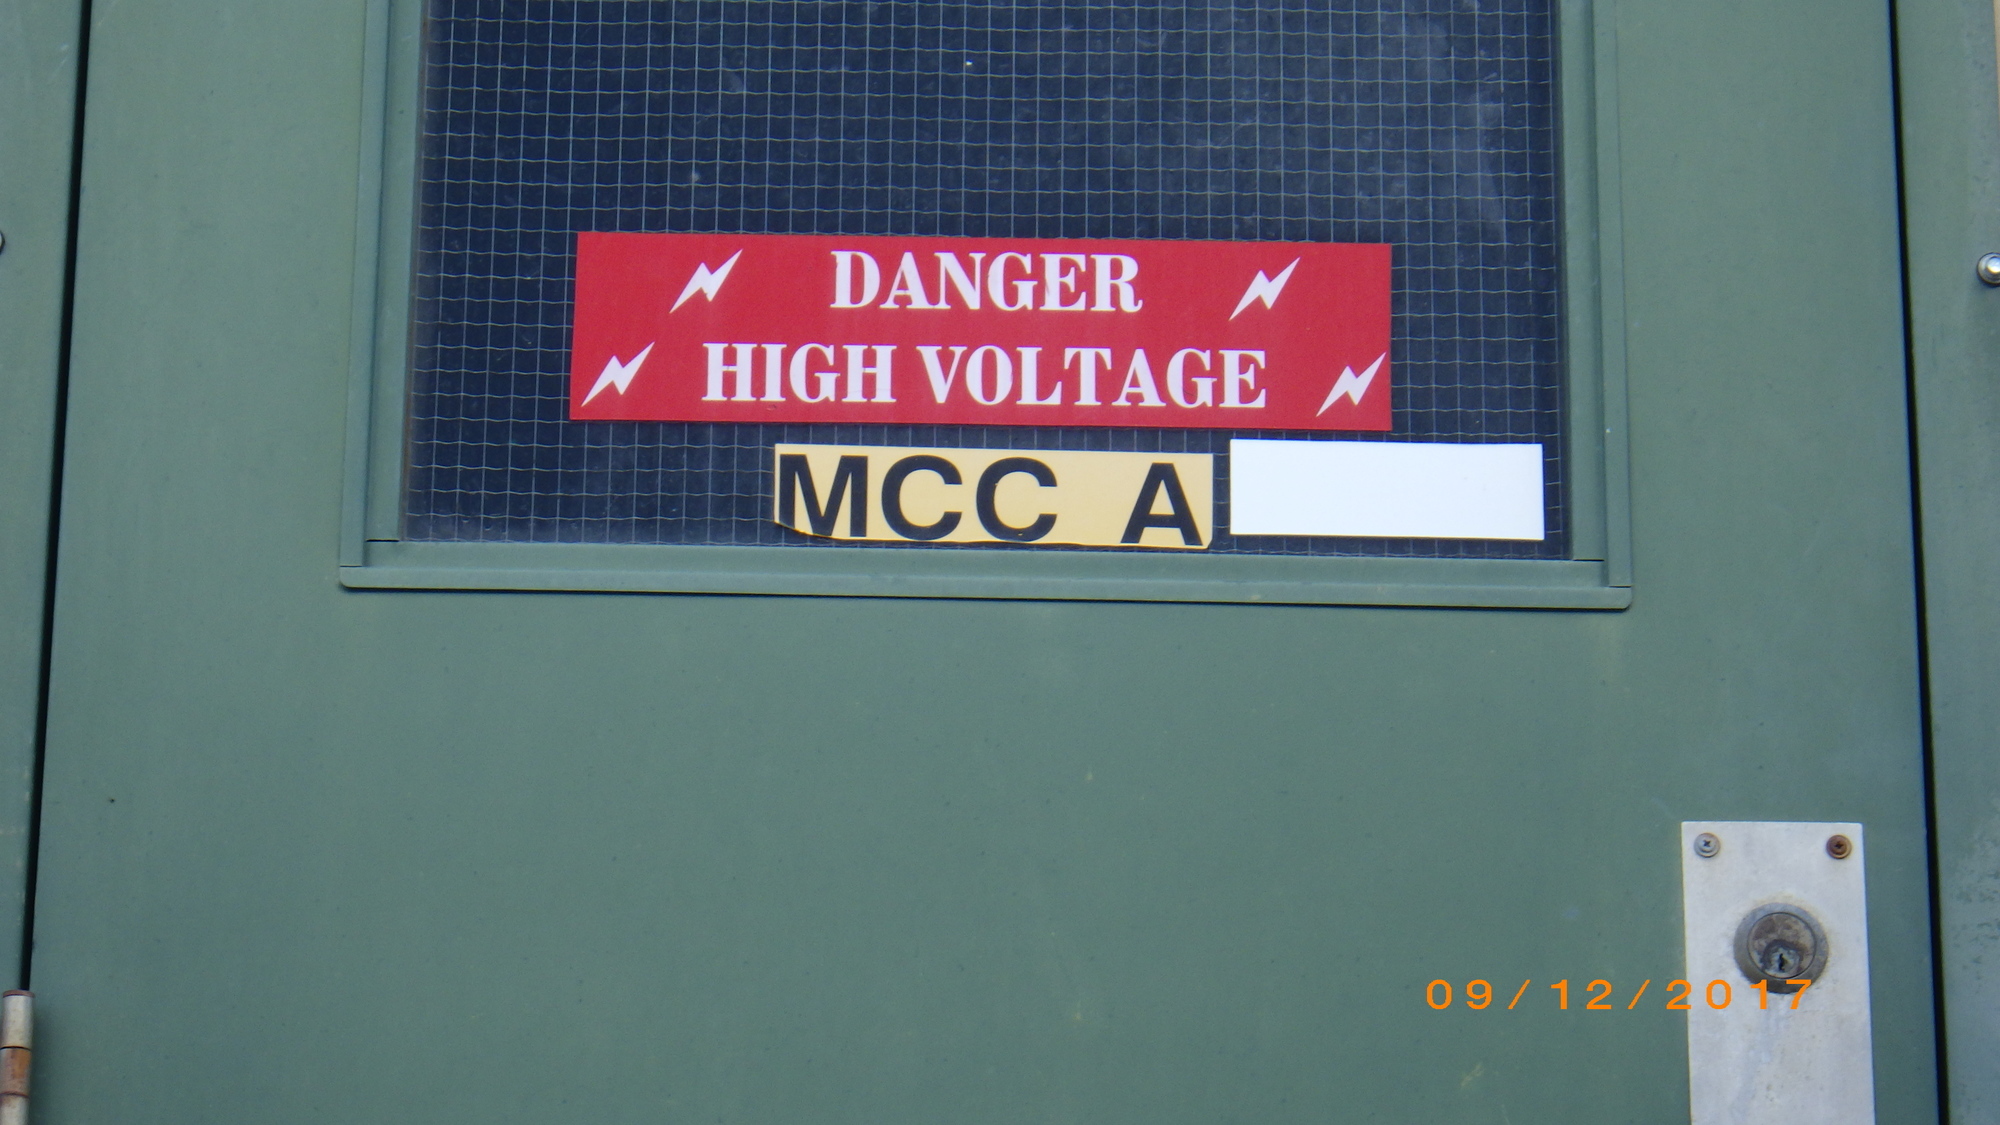 DANGER
HIGH VOLTAGE
MCC A
09/12/2017